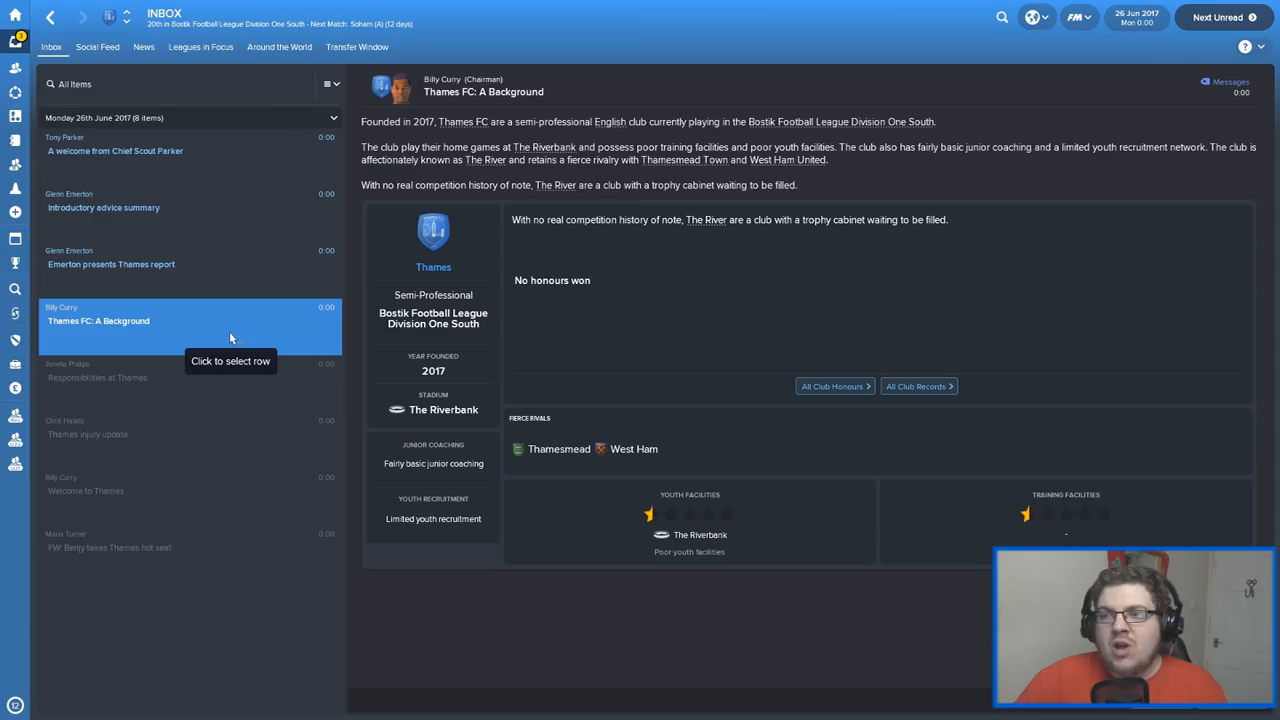 INBOX
20th in Bostik Football League Division One South - Next Match: Soham (A) (12 days)
FM
26 Jun 2017
Mon 0:00
Next Unread
3
Inbox
Social Feed
News
Leagues in Focus
Around the World
Transfer Window
?
All Items
Monday 26th June 2017 (8 items)
Tony Parker 0:00
A welcome from Chief Scout Parker
Glenn Emerton 0:00
Introductory advice summary
Glenn Emerton 0:00
Emerton presents Thames report
Billy Curry 0:00
Thames FC: A Background
Click to select row
Amelie Phillips 0:00
Responsibilities at Thames
Chris Halata 0:00
Thames injury update
Billy Curry 0:00
Welcome to Thames
Maria Turner 0:00
FW: Benjy takes Thames hot seat
12
Billy Curry (Chairman)
Thames FC: A Background
Messages
0:00
Founded in 2017, Thames FC are a semi-professional English club currently playing in the Bostik Football League Division One South.
The club play their home games at The Riverbank and possess poor training facilities and poor youth facilities. The club also has fairly basic junior coaching and a limited youth recruitment network. The club is
affectionately known as The River and retains a fierce rivalry with Thamesmead Town and West Ham United.
With no real competition history of note, The River are a club with a trophy cabinet waiting to be filled.
Thames
Semi-Professional
Bostik Football League
Division One South
YEAR FOUNDED
2017
STADIUM
The Riverbank
JUNIOR COACHING
Fairly basic junior coaching
YOUTH RECRUITMENT
Limited youth recruitment
With no real competition history of note, The River are a club with a trophy cabinet waiting to be filled.
No honours won
All Club Honours
All Club Records
FIERCE RIVALS
Thamesmead
West Ham
YOUTH FACILITIES
The Riverbank
Poor youth facilities
TRAINING FACILITIES
-